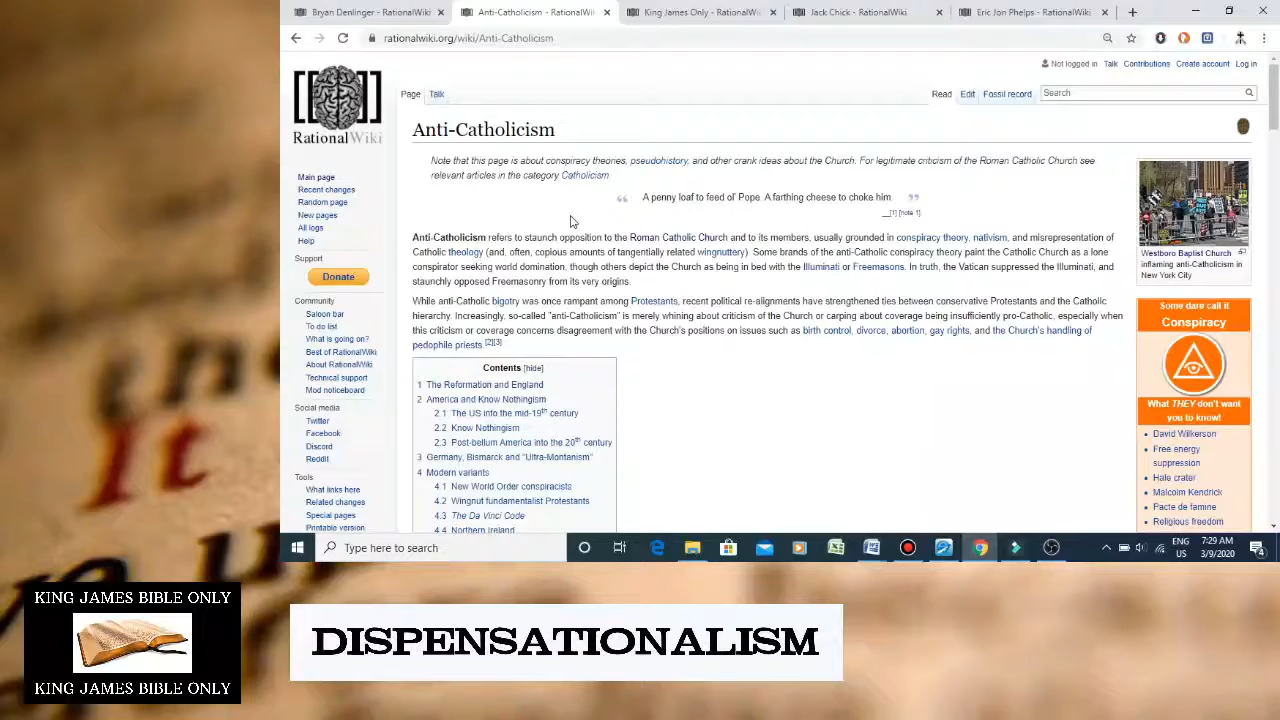 Bryan Denlinger - RationalWiki
Anti-Catholicism - RationalWiki
King James Only - RationalWiki
Jack Chick - RationalWiki
Eric Jon Phelps - RationalWiki
rationalwiki.org/wiki/Anti-Catholicism
Not logged in Talk Contributions Create account Log in
Page Talk
Read Edit Fossil record Search
RationalWiki
Anti-Catholicism
Note that this page is about conspiracy theories, pseudohistory, and other crank ideas about the Church. For legitimate criticism of the Roman Catholic Church see
relevant articles in the category Catholicism.
“ A penny loaf to feed ol' Pope. A farthing cheese to choke him. ”
—[1] [note 1]
Anti-Catholicism refers to staunch opposition to the Roman Catholic Church and to its members, usually grounded in conspiracy theory, nativism, and misrepresentation of
Catholic theology (and, often, copious amounts of tangentially related wingnuttery). Some brands of the anti-Catholic conspiracy theory paint the Catholic Church as a lone
conspirator seeking world domination, though others depict the Church as being in bed with the Illuminati or Freemasons. In truth, the Vatican suppressed the Illuminati, and
staunchly opposed Freemasonry from its very origins.
While anti-Catholic bigotry was once rampant among Protestants, recent political re-alignments have strengthened ties between conservative Protestants and the Catholic
hierarchy. Increasingly, so-called "anti-Catholicism" is merely whining about criticism of the Church or carping about coverage being insufficiently pro-Catholic, especially when
this criticism or coverage concerns disagreement with the Church's positions on issues such as birth control, divorce, abortion, gay rights, and the Church's handling of
pedophile priests.[2][3]
Contents [hide]
1 The Reformation and England
2 America and Know Nothingism
2.1 The US into the mid-19th century
2.2 Know Nothingism
2.3 Post-bellum America into the 20th century
3 Germany, Bismarck and "Ultra-Montanism"
4 Modern variants
4.1 New World Order conspiracists
4.2 Wingnut fundamentalist Protestants
4.3 The Da Vinci Code
4.4 Northern Ireland
Main page
Recent changes
Random page
New pages
All logs
Help
Support
Donate
Community
Saloon bar
To do list
What is going on?
Best of RationalWiki
About RationalWiki
Technical support
Mod noticeboard
Social media
Twitter
Facebook
Discord
Reddit
Tools
What links here
Related changes
Special pages
Printable version
Westboro Baptist Church
inflaming anti-Catholicism in
New York City
Some dare call it
Conspiracy
What THEY don't want
you to know!
David Wilkerson
Free energy
suppression
Hale crater
Malcolm Kendrick
Pacte de famine
Religious freedom
Type here to search
ENG
US
7:29 AM
3/9/2020
4
It
KING JAMES BIBLE ONLY
KING JAMES BIBLE ONLY
DISPENSATIONALISM